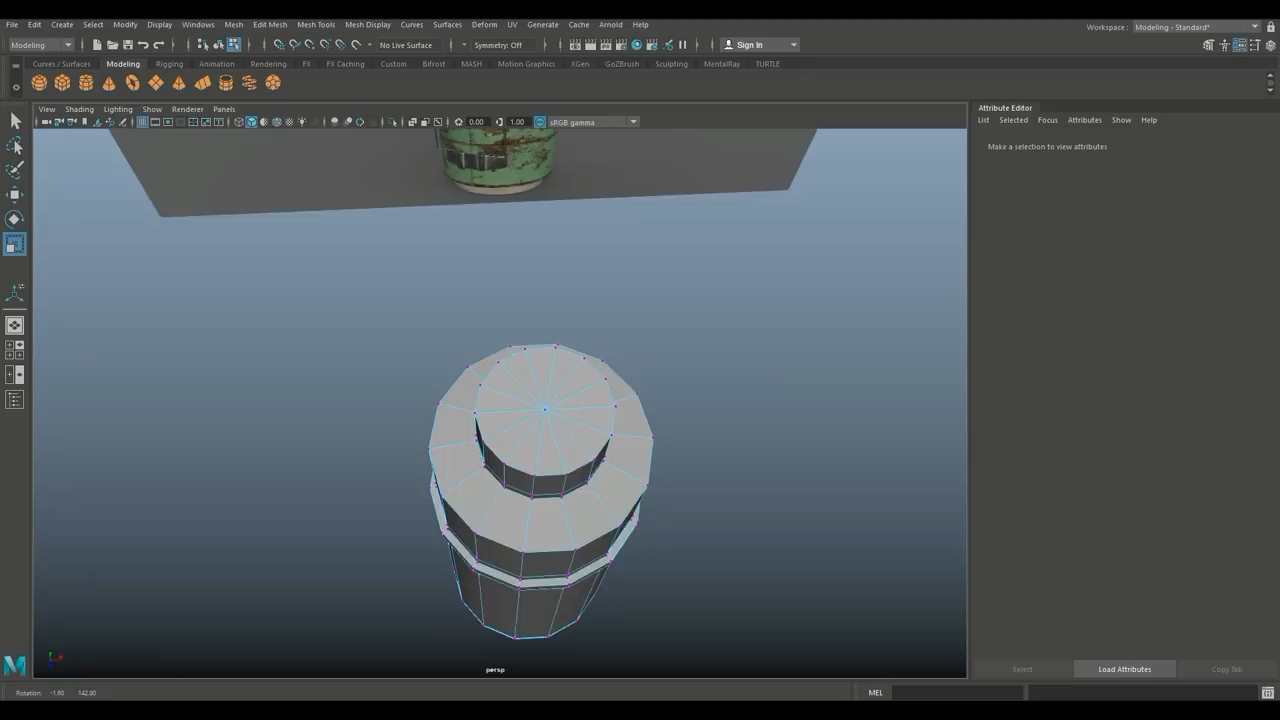 File Edit Create Select Modify Display Windows Mesh Edit Mesh Mesh Tools Mesh Display Curves Surfaces Deform UV Generate Cache Arnold Help
Workspace : Modeling - Standard*
Modeling No Live Surface Symmetry: Off Sign In
Curves / Surfaces Modeling Rigging Animation Rendering FX FX Caching Custom Bifrost MASH Motion Graphics XGen GoZBrush Sculpting MentalRay TURTLE
View Shading Lighting Show Renderer Panels
0.00 1.00 sRGB gamma
Attribute Editor
List Selected Focus Attributes Show Help
Make a selection to view attributes
persp
Select Load Attributes Copy Tab
Rotation: -1.60 142.80
MEL